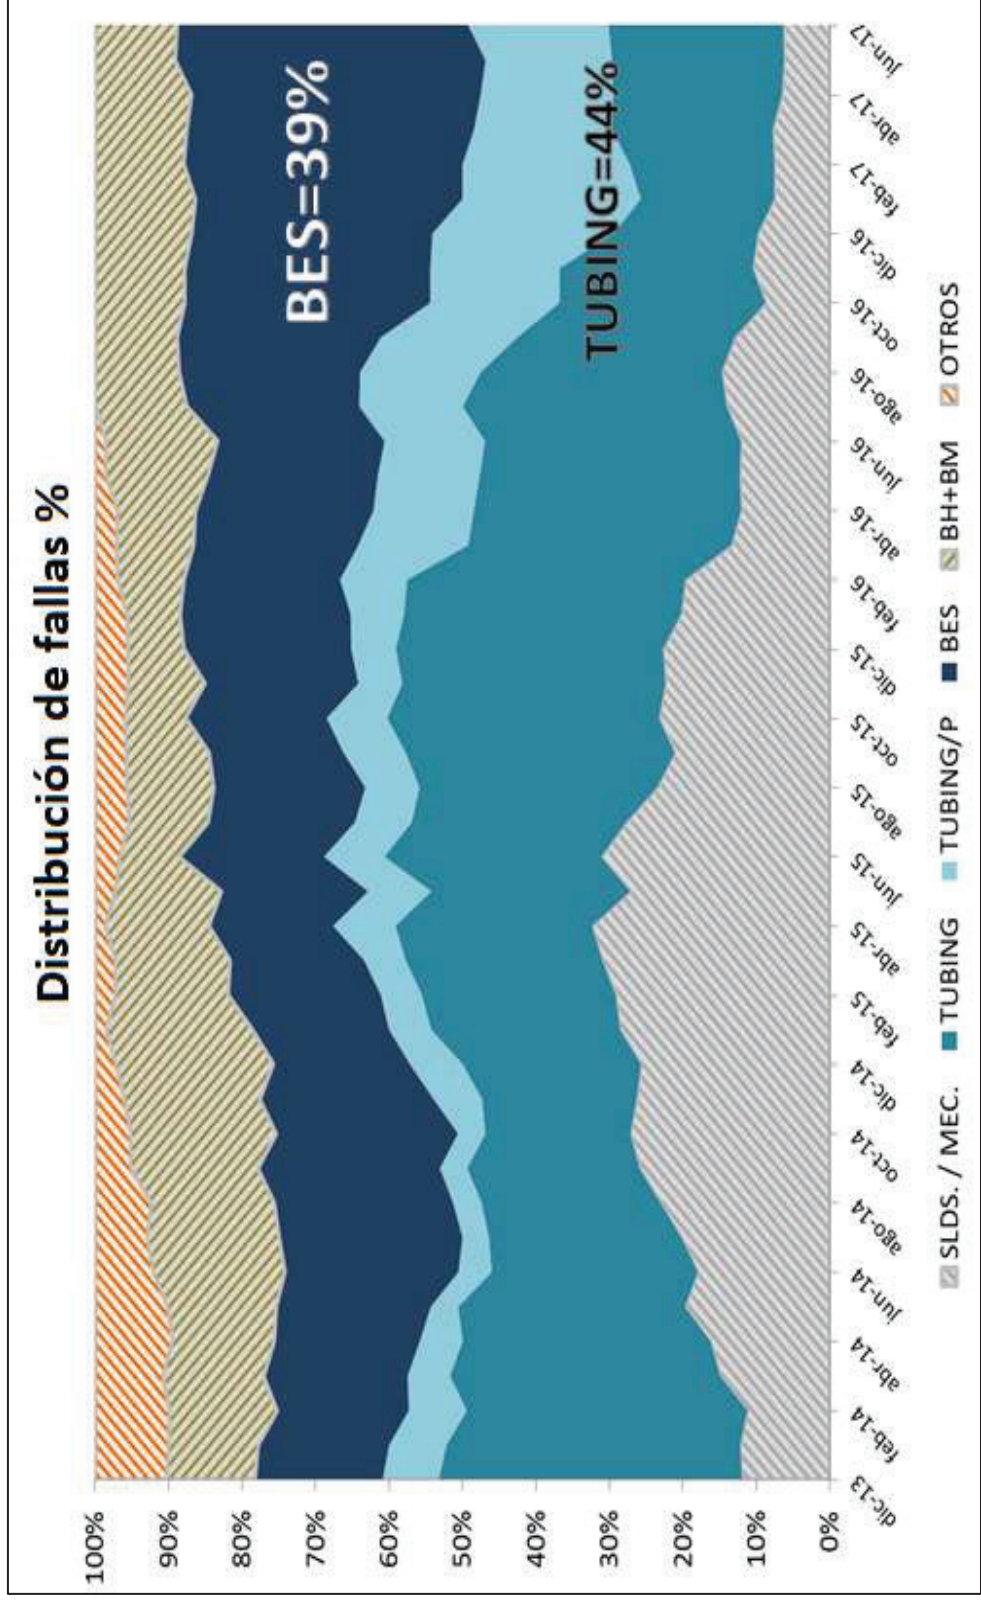 Distribución de fallas %
100%
90%
80%
70%
60%
50%
40%
30%
20%
10%
0%
BES=39%
TUBING=44%
dic-13
feb-14
abr-14
jun-14
ago-14
oct-14
dic-14
feb-15
abr-15
jun-15
ago-15
oct-15
dic-15
feb-16
abr-16
jun-16
ago-16
oct-16
dic-16
feb-17
abr-17
jun-17
SLDS. / MEC. TUBING TUBING/P BES BH+BM OTROS